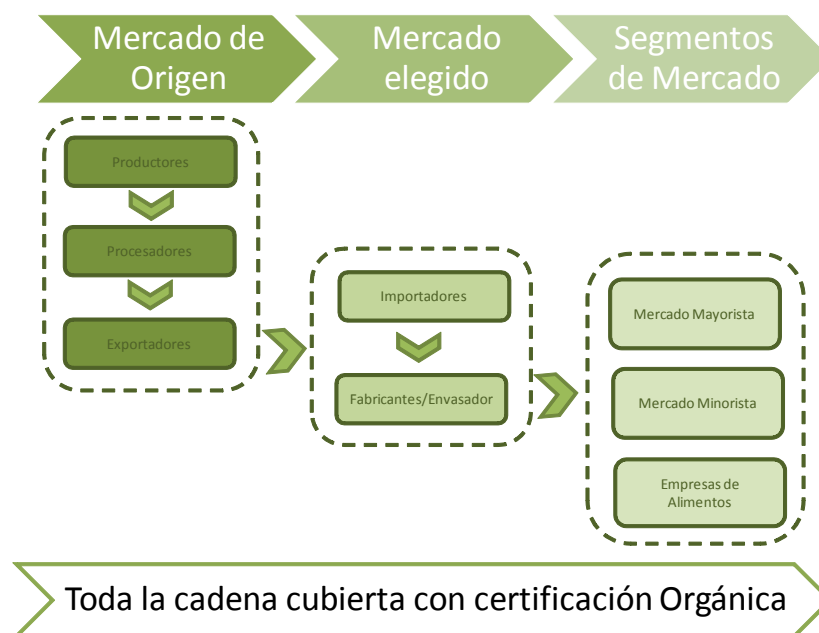 Mercado de
Origen
Mercado
elegido
Segmentos
de Mercado
Productores
Procesadores
Exportadores
Importadores
Fabricantes/Envasador
Mercado Mayorista
Mercado Minorista
Empresas de
Alimentos
Toda la cadena cubierta con certificación Orgánica